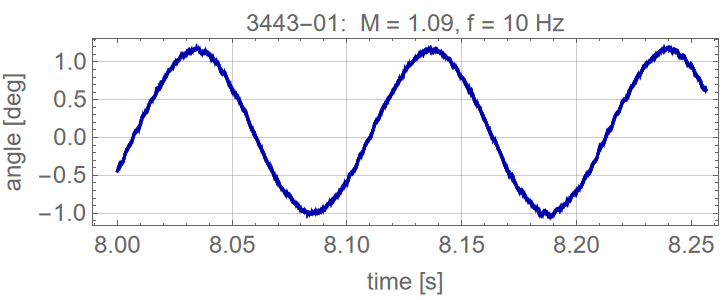 3443–01:  M = 1.09, f = 10 Hz
angle [deg]
1.0
0.5
0.0
−0.5
−1.0
8.00 8.05 8.10 8.15 8.20 8.25
time [s]